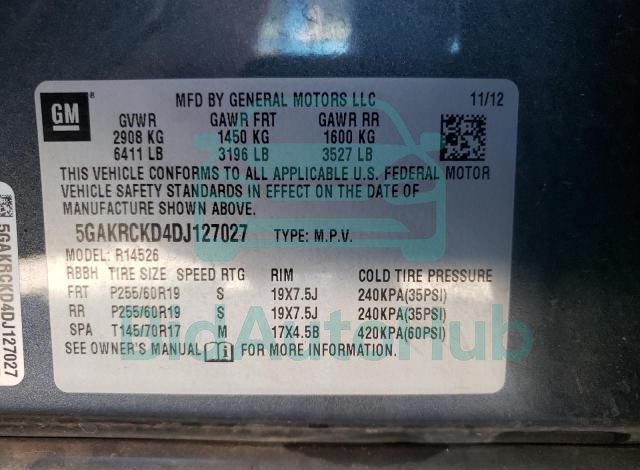 GM
MFD BY GENERAL MOTORS LLC 11/12
GVWR GAWR FRT GAWR RR
2908 KG 1450 KG 1600 KG
6411 LB 3196 LB 3527 LB
THIS VEHICLE CONFORMS TO ALL APPLICABLE U.S. FEDERAL MOTOR
VEHICLE SAFETY STANDARDS IN EFFECT ON THE DATE OF
MANUFACTURE SHOWN ABOVE.
5GAKRCKD4DJ127027 TYPE: M.P.V.
MODEL: R14526
RBBH TIRE SIZE SPEED RTG RIM COLD TIRE PRESSURE
FRT P255/60R19 S 19X7.5J 240KPA(35PSI)
RR P255/60R19 S 19X7.5J 240KPA(35PSI)
SPA T145/70R17 M 17X4.5B 420KPA(60PSI)
SEE OWNER'S MANUAL FOR MORE INFORMATION.
5GAKRCKD4DJ127027
BidAutoHub